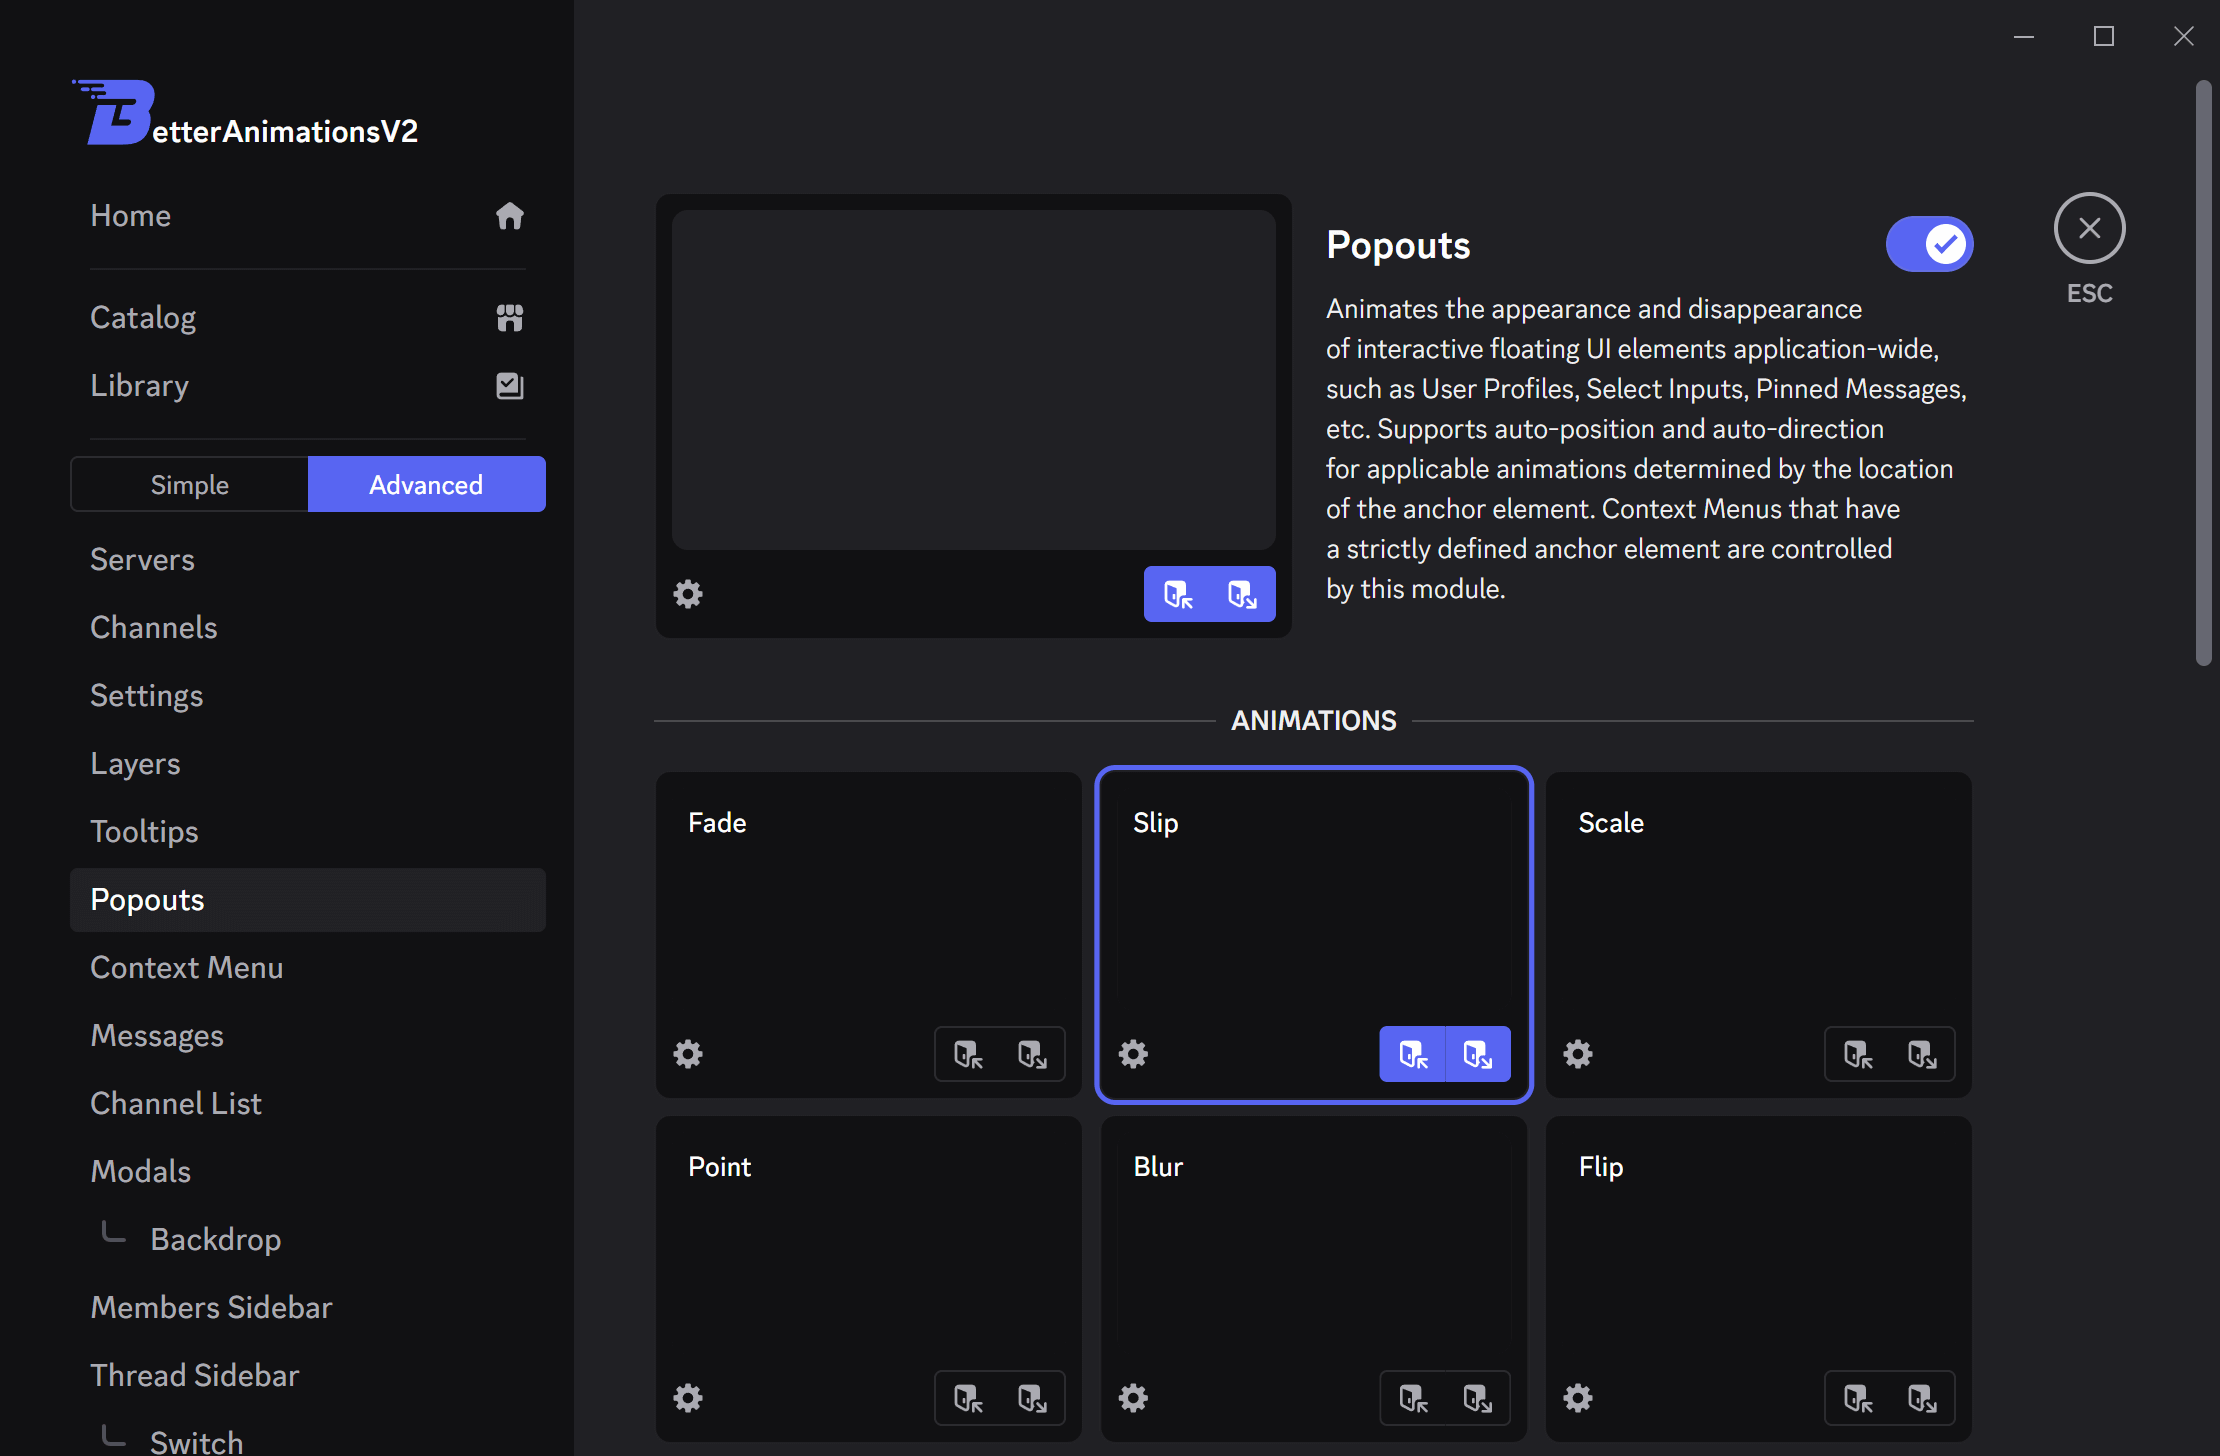 BetterAnimationsV2
Home
Catalog
Library
Simple
Advanced
Servers
Channels
Settings
Layers
Tooltips
Popouts
Context Menu
Messages
Channel List
Modals
Backdrop
Members Sidebar
Thread Sidebar
Switch
Popouts
Animates the appearance and disappearance
of interactive floating UI elements application-wide,
such as User Profiles, Select Inputs, Pinned Messages,
etc. Supports auto-position and auto-direction
for applicable animations determined by the location
of the anchor element. Context Menus that have
a strictly defined anchor element are controlled
by this module.
ESC
ANIMATIONS
Fade
Slip
Scale
Point
Blur
Flip